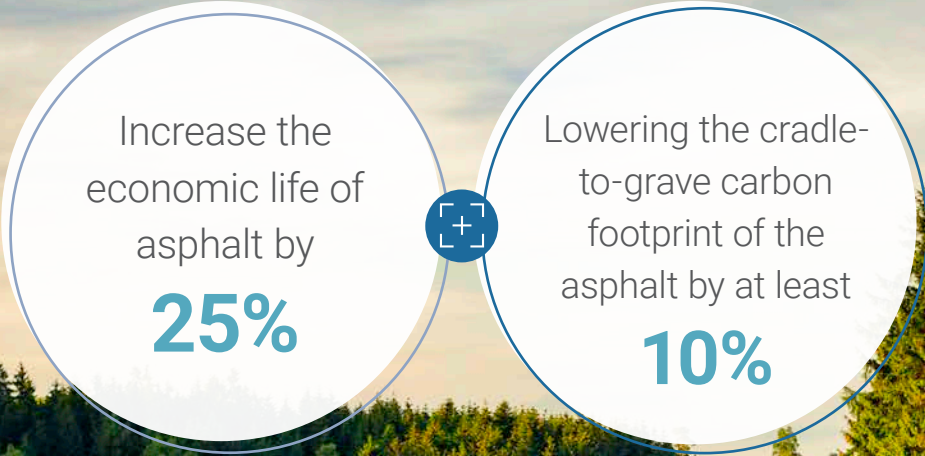 Increase the
economic life of
asphalt by
25%
Lowering the cradle-
to-grave carbon
footprint of the
asphalt by at least
10%